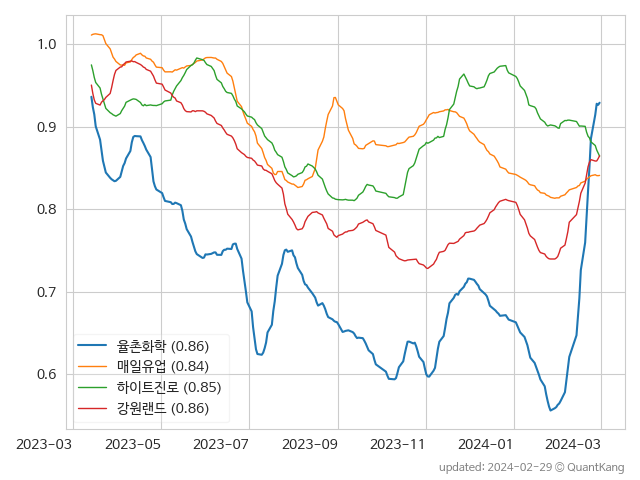 1.0
0.9
0.8
0.7
0.6
율촌화학 (0.86)
매일유업 (0.84)
하이트진로 (0.85)
강원랜드 (0.86)
2023-03 2023-05 2023-07 2023-09 2023-11 2024-01 2024-03
updated: 2024-02-29 © QuantKang